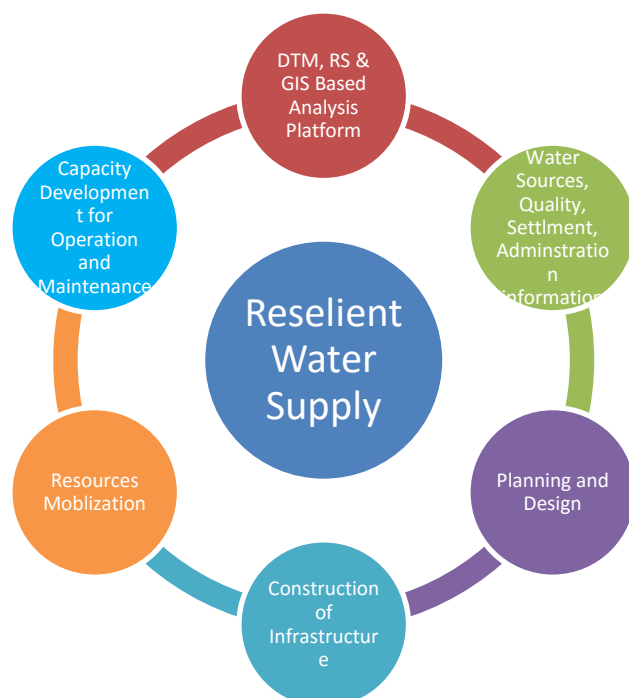 DTM, RS &
GIS Based
Analysis
Platform
Water
Sources,
Quality,
Settlment,
Adminstratio
n
information
Planning and
Design
Construction
of
Infrastructur
e
Resources
Moblization
Capacity
Developmen
t for
Operation
and
Maintenance
Reselient
Water
Supply